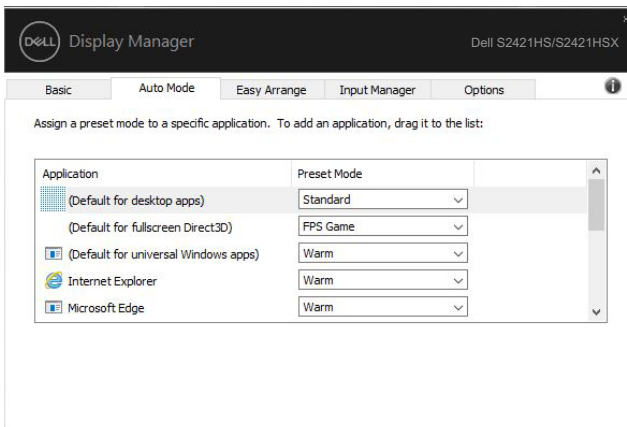 DELL Display Manager Dell S2421HS/S2421HSX
Basic Auto Mode Easy Arrange Input Manager Options
Assign a preset mode to a specific application. To add an application, drag it to the list:
Application Preset Mode
(Default for desktop apps) Standard
(Default for fullscreen Direct3D) FPS Game
(Default for universal Windows apps) Warm
Internet Explorer Warm
Microsoft Edge Warm